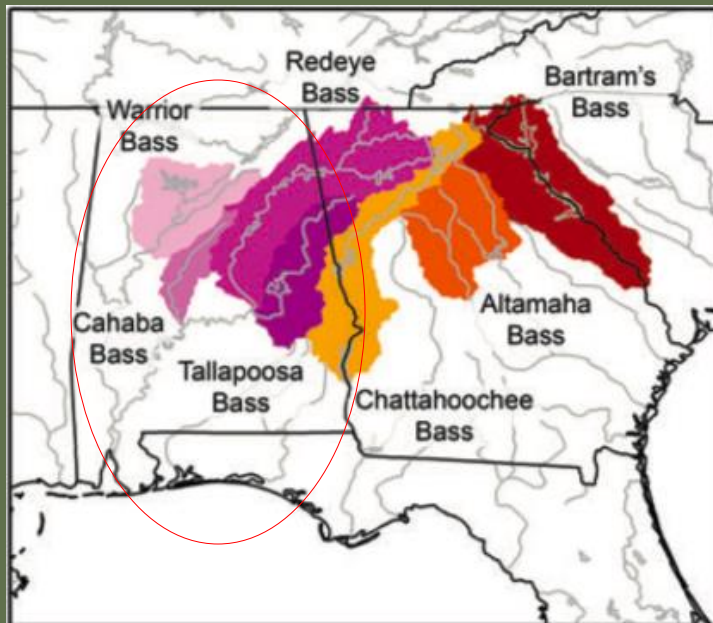 Redeye
Bass
Bartram's
Bass
Warrior
Bass
Cahaba
Bass
Altamaha
Bass
Tallapoosa
Bass
Chattahoochee
Bass